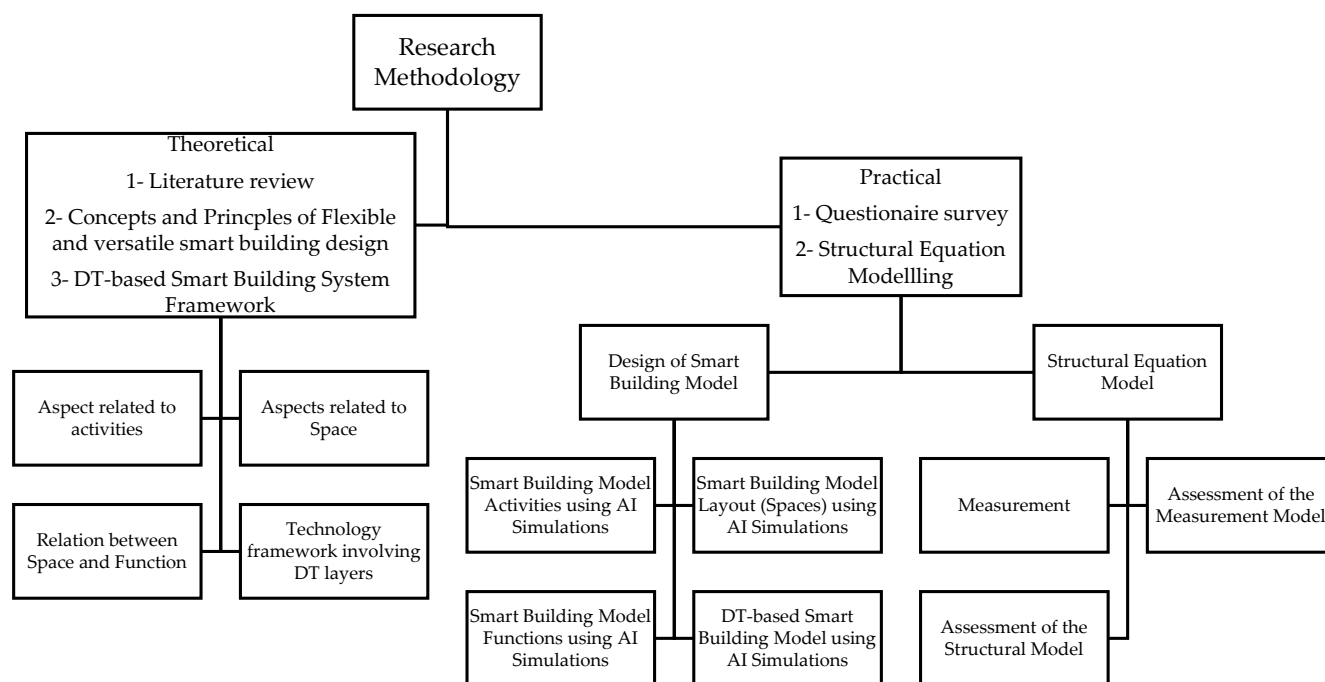 Research
Methodology
Theoretical
1- Literature review
2- Concepts and Princples of Flexible
and versatile smart building design
3- DT-based Smart Building System
Framework
Practical
1- Questionaire survey
2- Structural Equation
Modellling
Aspect related to
activities
Aspects related to
Space
Relation between
Space and Function
Technology
framework involving
DT layers
Design of Smart
Building Model
Structural Equation
Model
Smart Building Model
Activities using AI
Simulations
Smart Building Model
Layout (Spaces) using
AI Simulations
Smart Building Model
Functions using AI
Simulations
DT-based Smart
Building Model using
AI Simulations
Measurement
Assessment of the
Measurement Model
Assessment of the
Structural Model